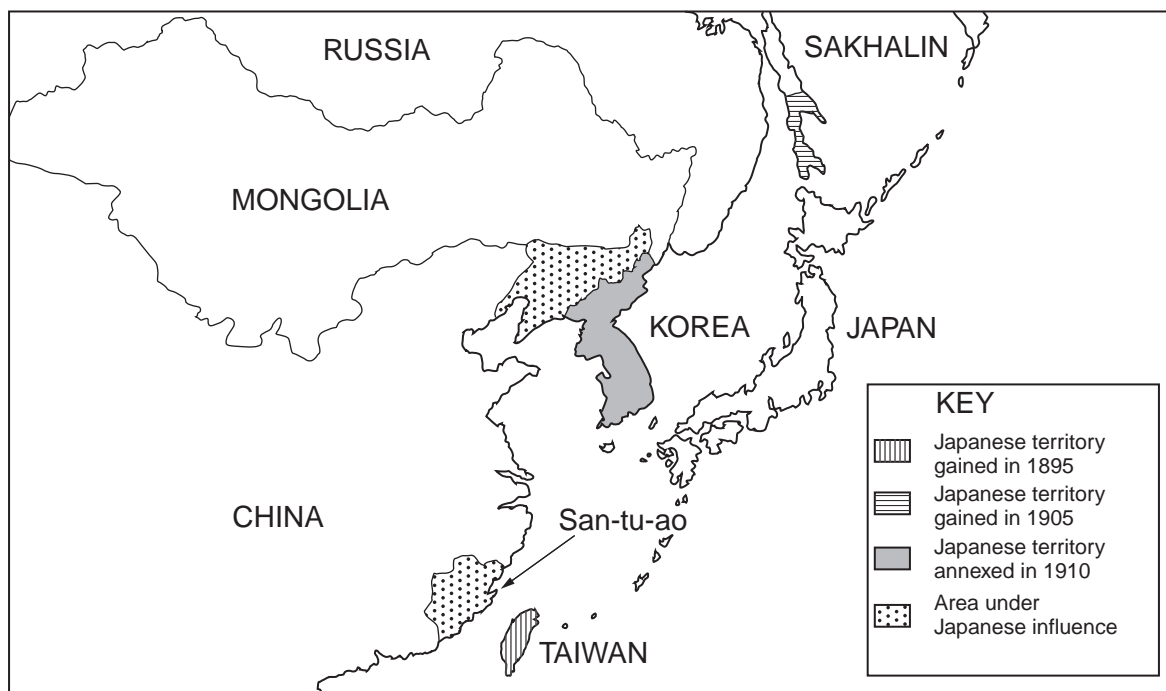 RUSSIA
SAKHALIN
MONGOLIA
KOREA
JAPAN
CHINA
San-tu-ao
TAIWAN
KEY
Japanese territory
gained in 1895
Japanese territory
gained in 1905
Japanese territory
annexed in 1910
Area under
Japanese influence